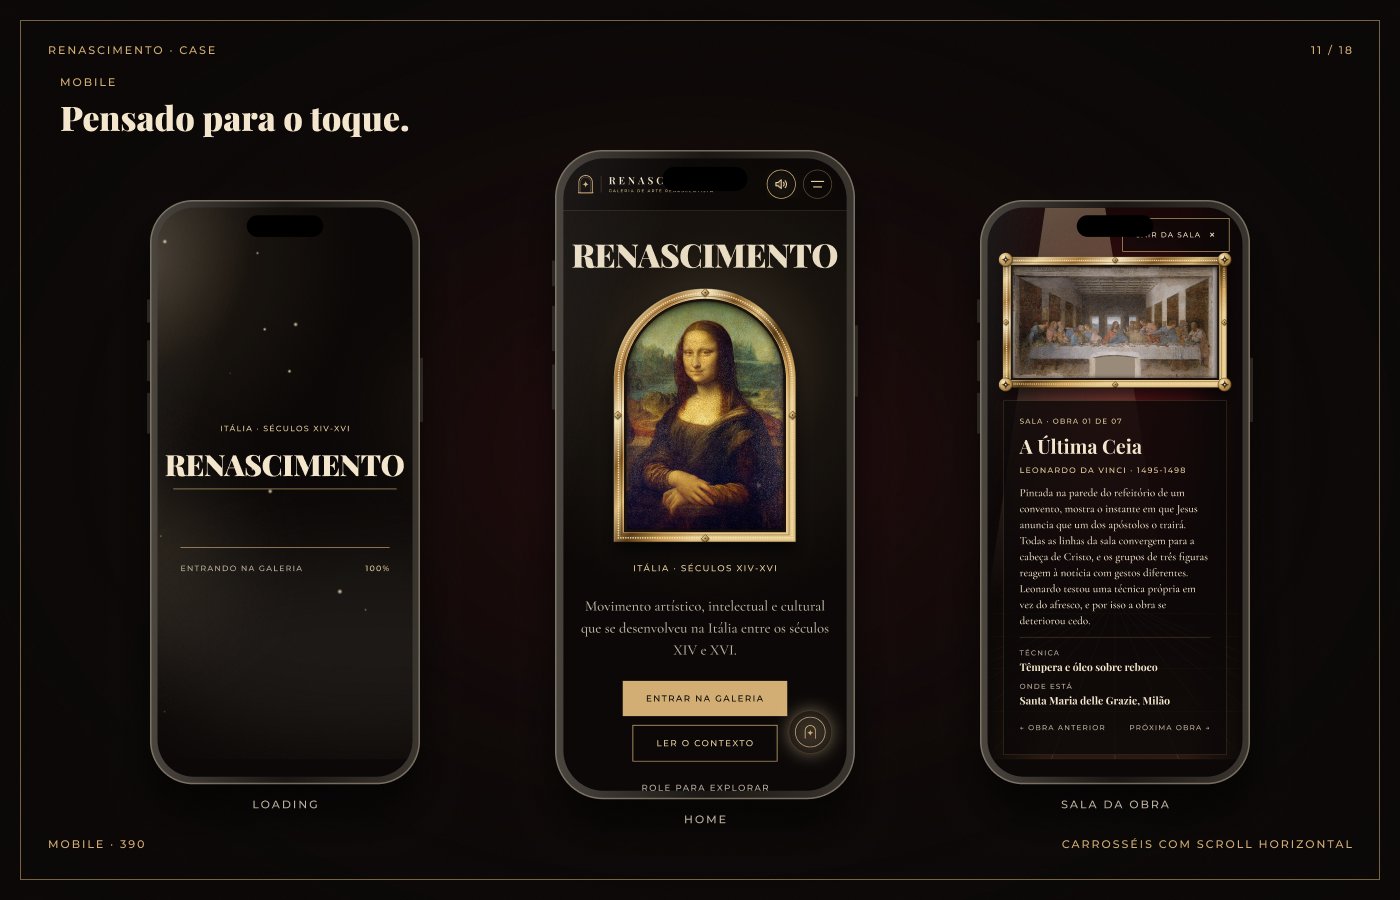 RENASCIMENTO · CASE
11 / 18
MOBILE
Pensado para o toque.
ITÁLIA · SÉCULOS XIV-XVI
RENASCIMENTO
ENTRANDO NA GALERIA
100%
LOADING
RENASC
GALERIA DE ARTE
RENASCIMENTO
ITÁLIA · SÉCULOS XIV-XVI
Movimento artístico, intelectual e cultural
que se desenvolveu na Itália entre os séculos
XIV e XVI.
ENTRAR NA GALERIA
LER O CONTEXTO
ROLE PARA EXPLORAR
HOME
DA SALA ×
SALA · OBRA 01 DE 07
A Última Ceia
LEONARDO DA VINCI · 1495-1498
Pintada na parede do refeitório de um
convento, mostra o instante em que Jesus
anuncia que um dos apóstolos o trairá.
Todas as linhas da sala convergem para a
cabeça de Cristo, e os grupos de três figuras
reagem à notícia com gestos diferentes.
Leonardo testou uma técnica própria em
vez do afresco, e por isso a obra se
deteriorou cedo.
TÉCNICA
Têmpera e óleo sobre reboco
ONDE ESTÁ
Santa Maria delle Grazie, Milão
← OBRA ANTERIOR
PRÓXIMA OBRA →
SALA DA OBRA
MOBILE · 390
CARROSSÉIS COM SCROLL HORIZONTAL